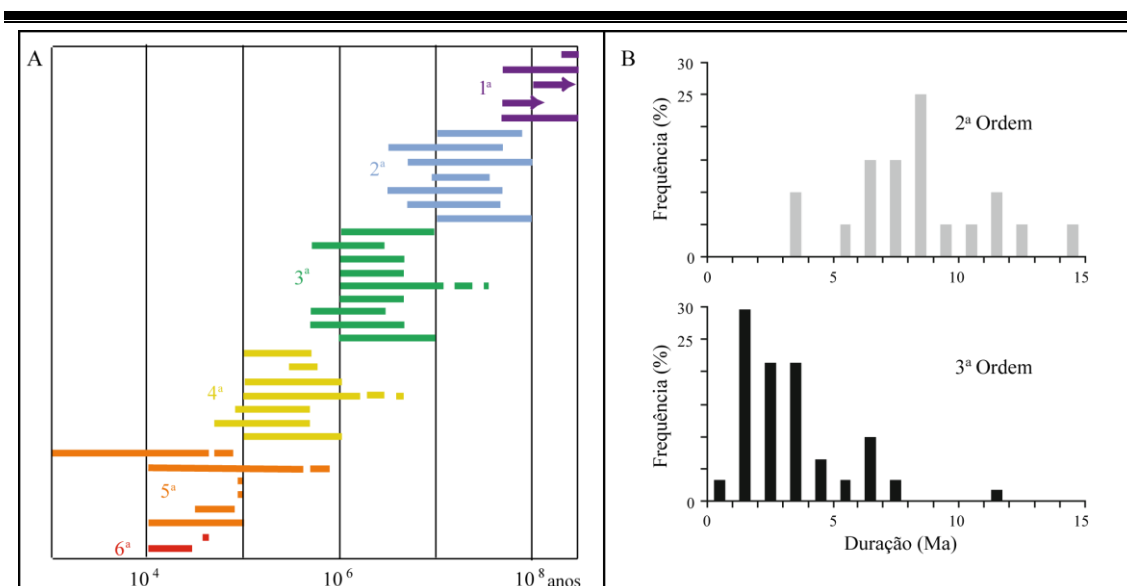 A
1ª
2ª
3ª
4ª
5ª
6ª
10⁴
10⁶
10⁸ anos
B
30
25
Frequência (%)
2ª Ordem
0
0
5
10
15
30
25
Frequência (%)
3ª Ordem
30
0
5
10
15
Duração (Ma)